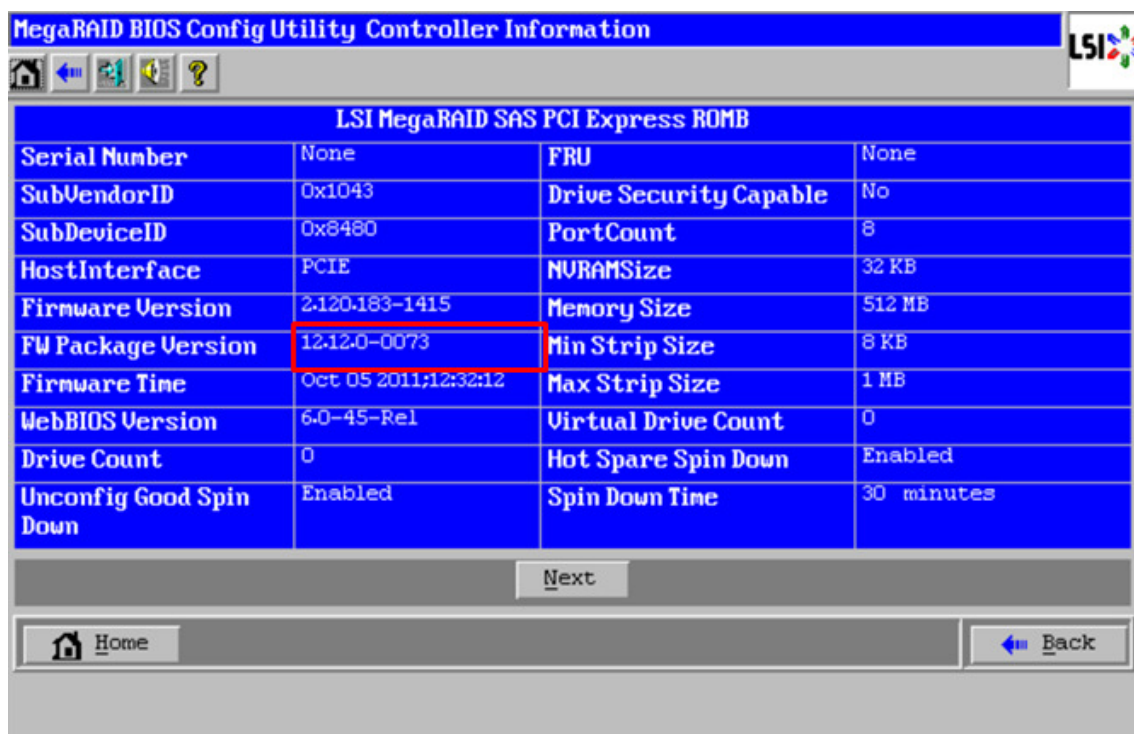 MegaRAID BIOS Config Utility Controller Information
LSI
LSI MegaRAID SAS PCI Express ROMB
Serial Number None FRU None
SubVendorID 0x1043 Drive Security Capable No
SubDeviceID 0x8480 PortCount 8
HostInterface PCIE NVRAMSize 32 KB
Firmware Version 2.120.183-1415 Memory Size 512 MB
FW Package Version 12.12.0-0073 Min Strip Size 8 KB
Firmware Time Oct 05 2011;12:32:12 Max Strip Size 1 MB
WebBIOS Version 6.0-45-Rel Virtual Drive Count 0
Drive Count 0 Hot Spare Spin Down Enabled
Unconfig Good Spin Enabled Spin Down Time 30 minutes
Down
Next
Home Back